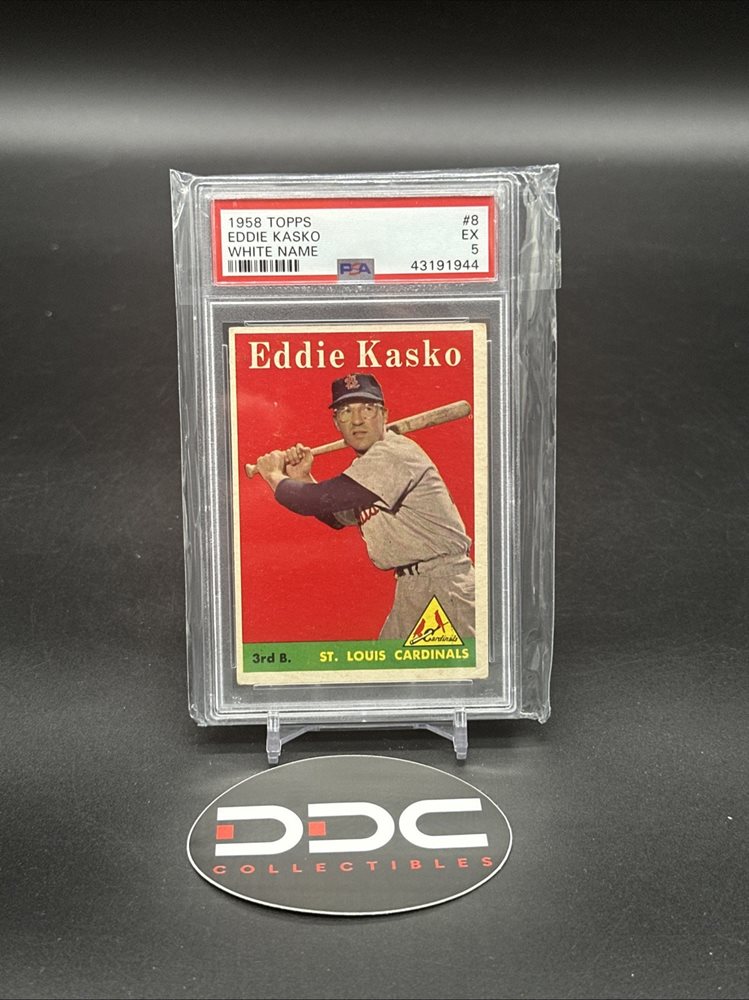 1958 TOPPS #8
EDDIE KASKO EX
WHITE NAME 5
PSA 43191944
Eddie Kasko
Cardinals
3rd B. ST. LOUIS CARDINALS
DDC
COLLECTIBLES